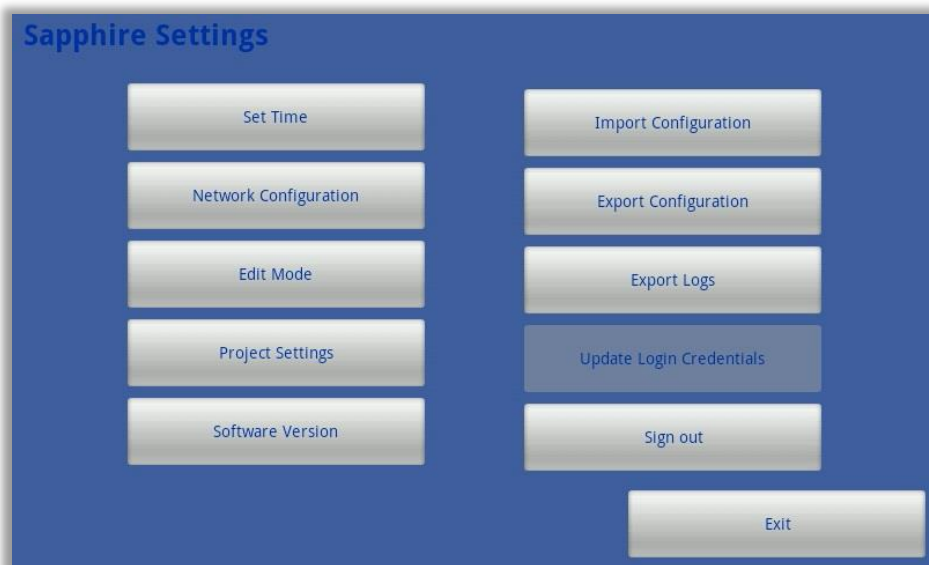 Sapphire Settings
Set Time
Network Configuration
Edit Mode
Project Settings
Software Version
Import Configuration
Export Configuration
Export Logs
Update Login Credentials
Sign out
Exit